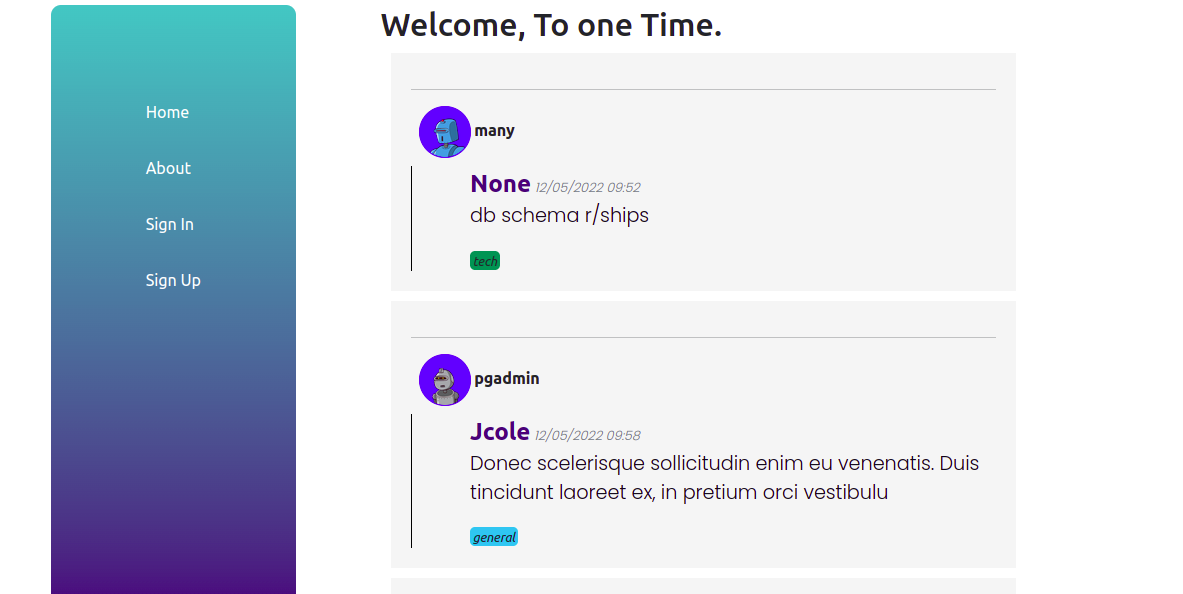 Welcome, To one Time.
Home
About
Sign In
Sign Up
many
None 12/05/2022 09:52
db schema r/ships
tech
pgadmin
Jcole 12/05/2022 09:58
Donec scelerisque sollicitudin enim eu venenatis. Duis
tincidunt laoreet ex, in pretium orci vestibulu
general